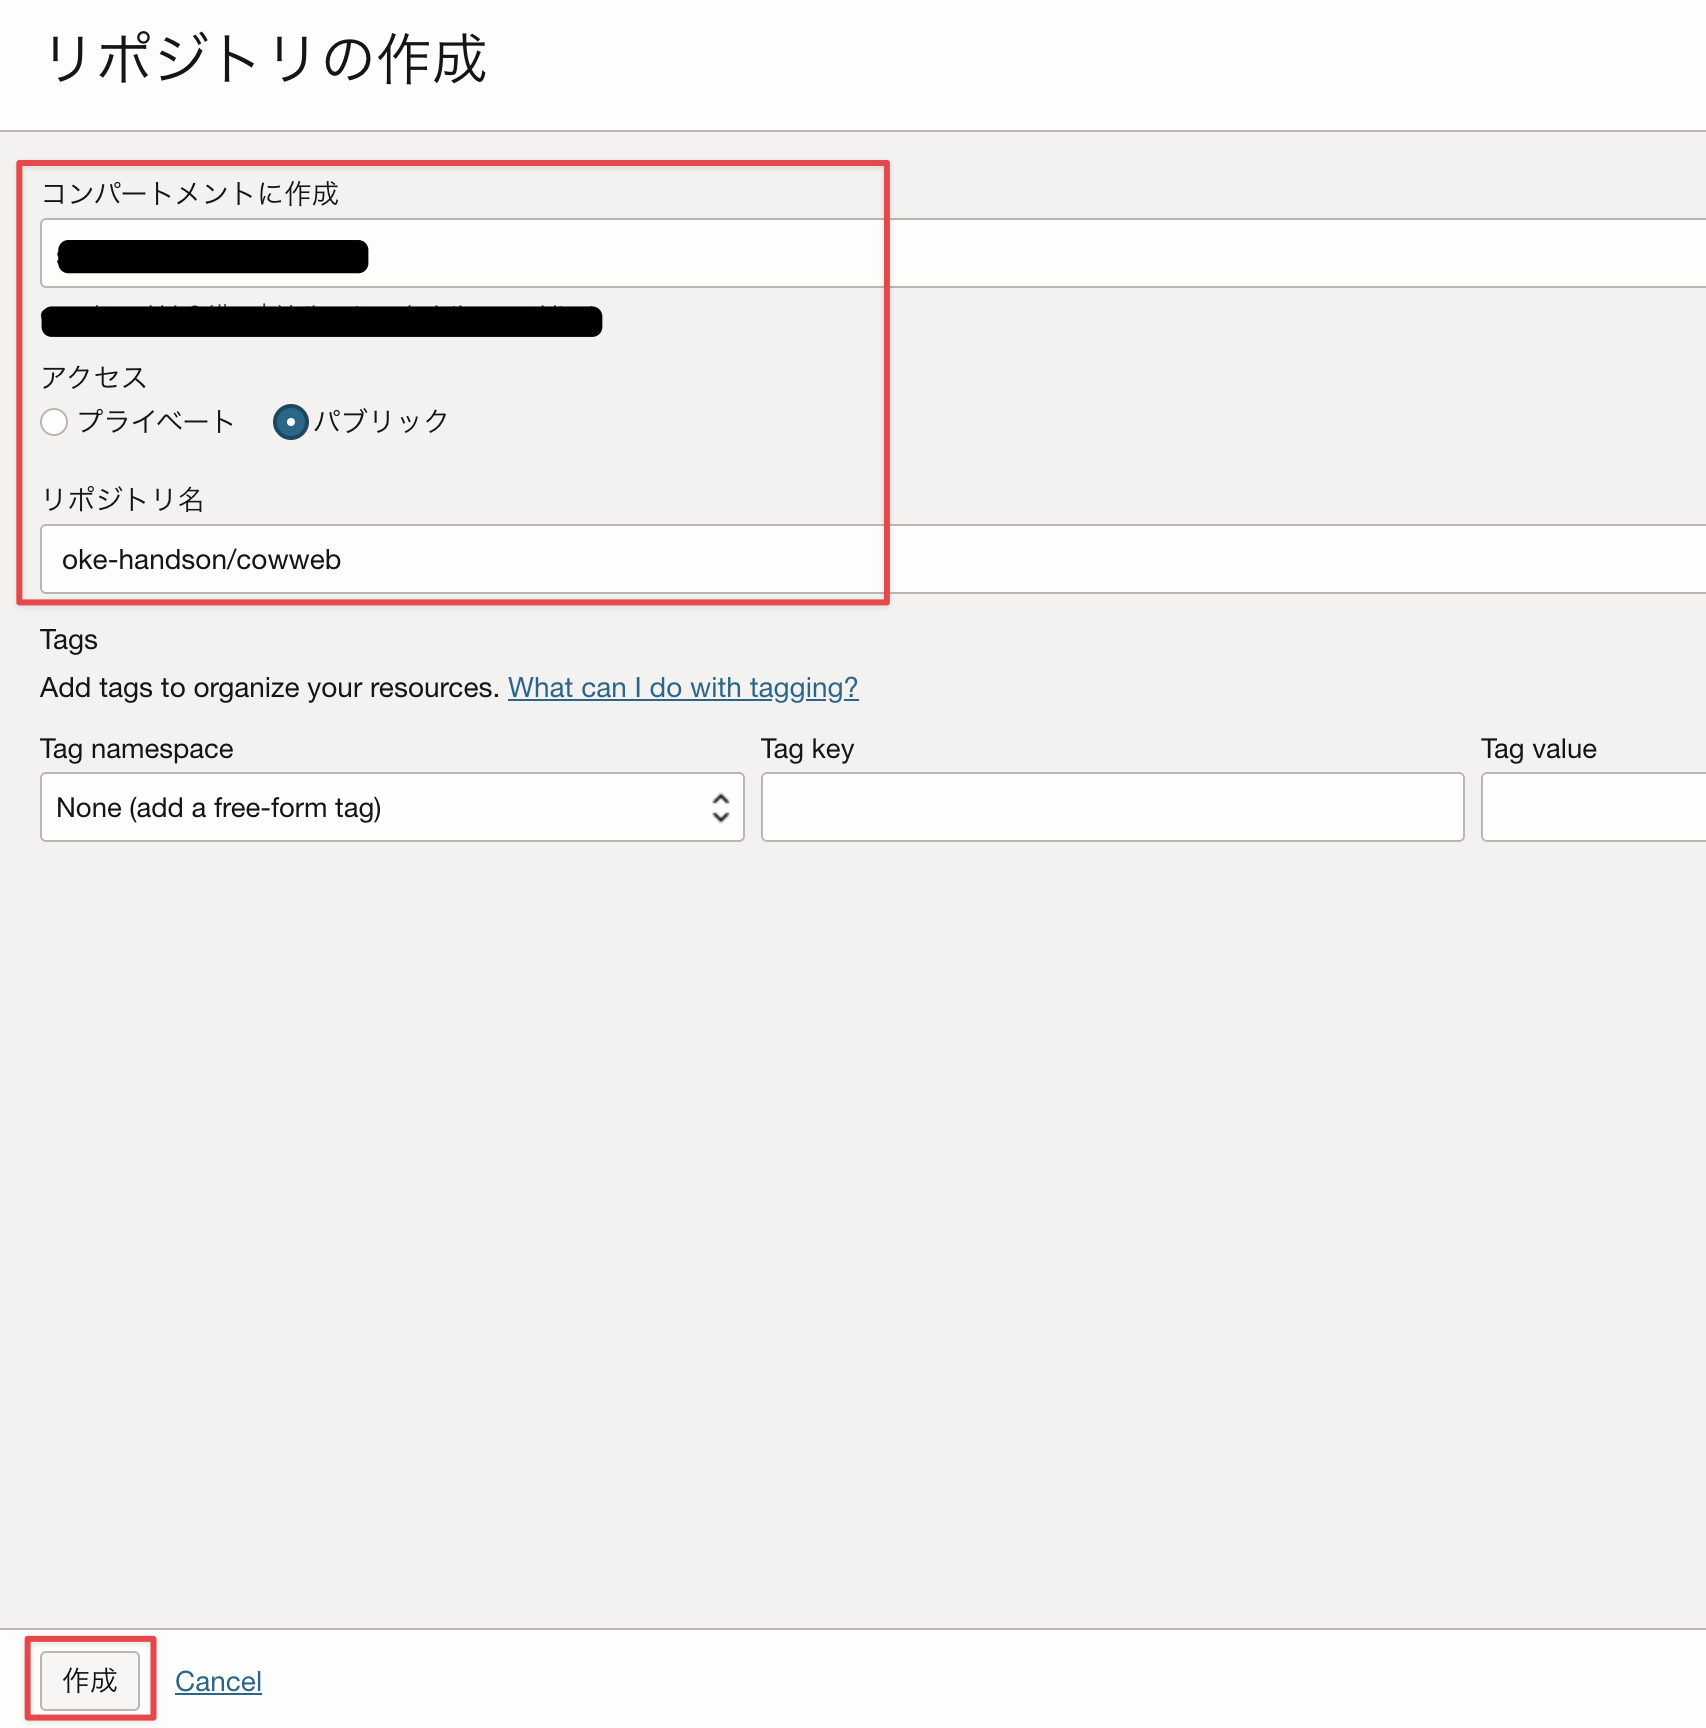 リポジトリの作成
コンパートメントに作成
アクセス
プライベート パブリック
リポジトリ名
oke-handson/cowweb
Tags
Add tags to organize your resources. What can I do with tagging?
Tag namespace Tag key Tag value
None (add a free-form tag)
作成 Cancel